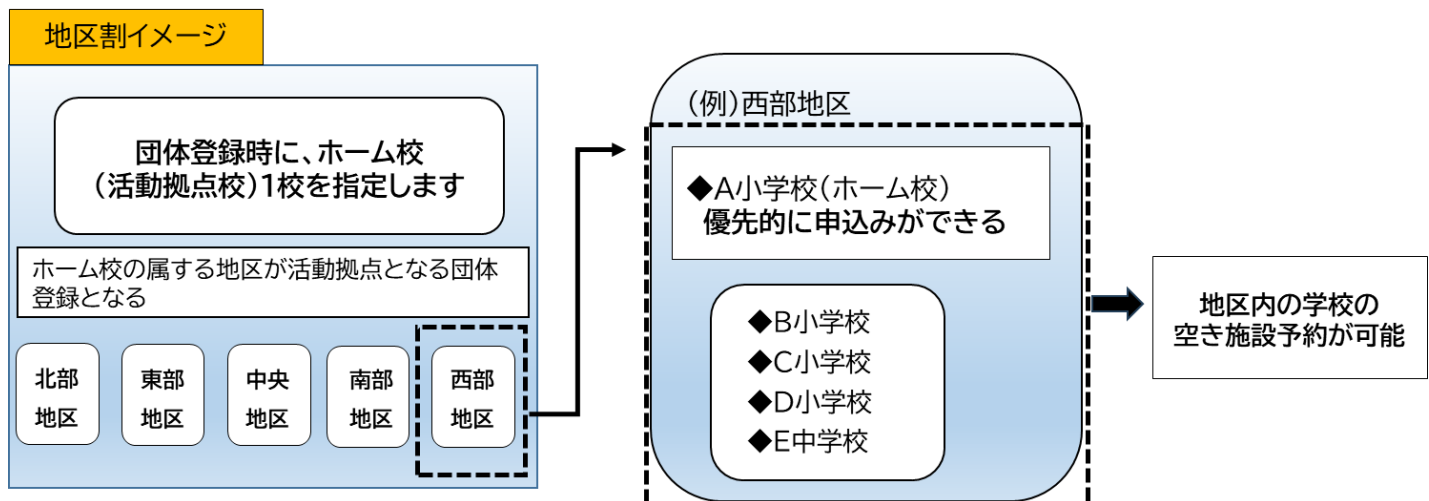 地区割イメージ
団体登録時に、ホーム校
（活動拠点校）1校を指定します
ホーム校の属する地区が活動拠点となる団体
登録となる
北部
地区
東部
地区
中央
地区
南部
地区
西部
地区
（例）西部地区
◆A小学校（ホーム校）
優先的に申込みができる
◆B小学校
◆C小学校
◆D小学校
◆E中学校
地区内の学校の
空き施設予約が可能